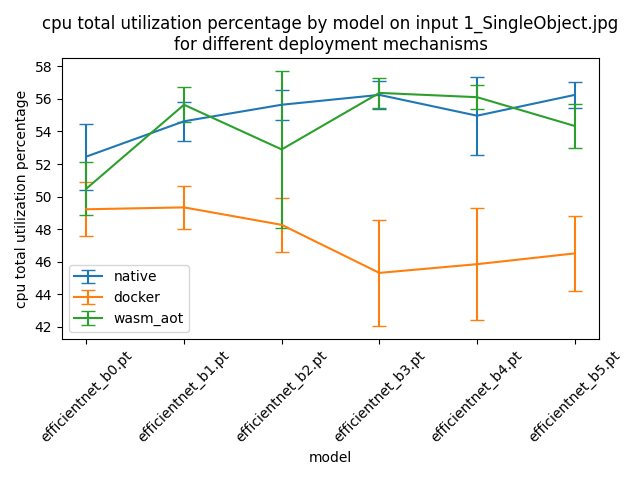 cpu total utilization percentage by model on input 1_SingleObject.jpg
for different deployment mechanisms
58
56
54
52
50
48
46
44
42
cpu total utilization percentage
native
docker
wasm_aot
efficientnet_b0.pt
efficientnet_b1.pt
efficientnet_b2.pt
efficientnet_b3.pt
efficientnet_b4.pt
efficientnet_b5.pt
model